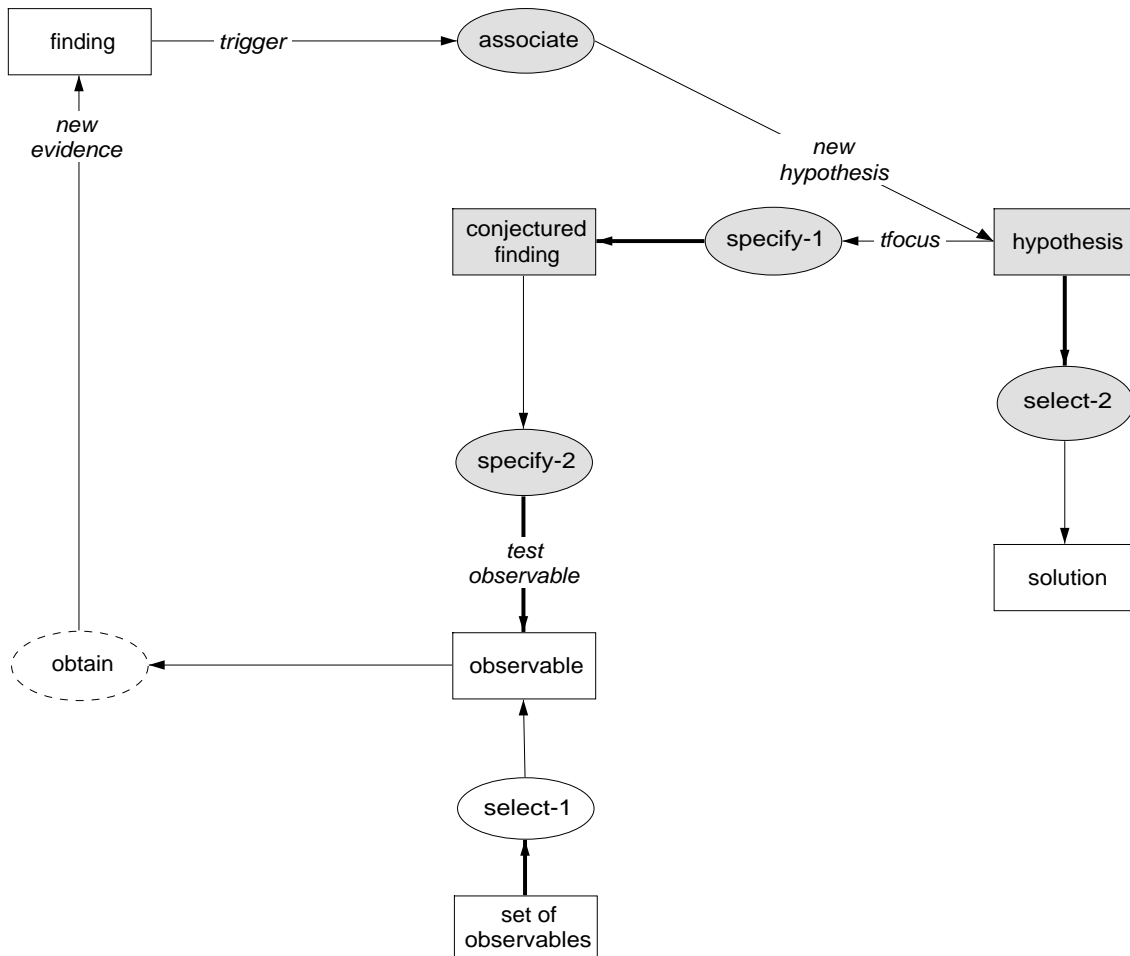 finding
trigger
associate
new
evidence
new
hypothesis
conjectured
finding
specify-1
tfocus
hypothesis
select-2
specify-2
test
observable
solution
obtain
observable
select-1
set of
observables